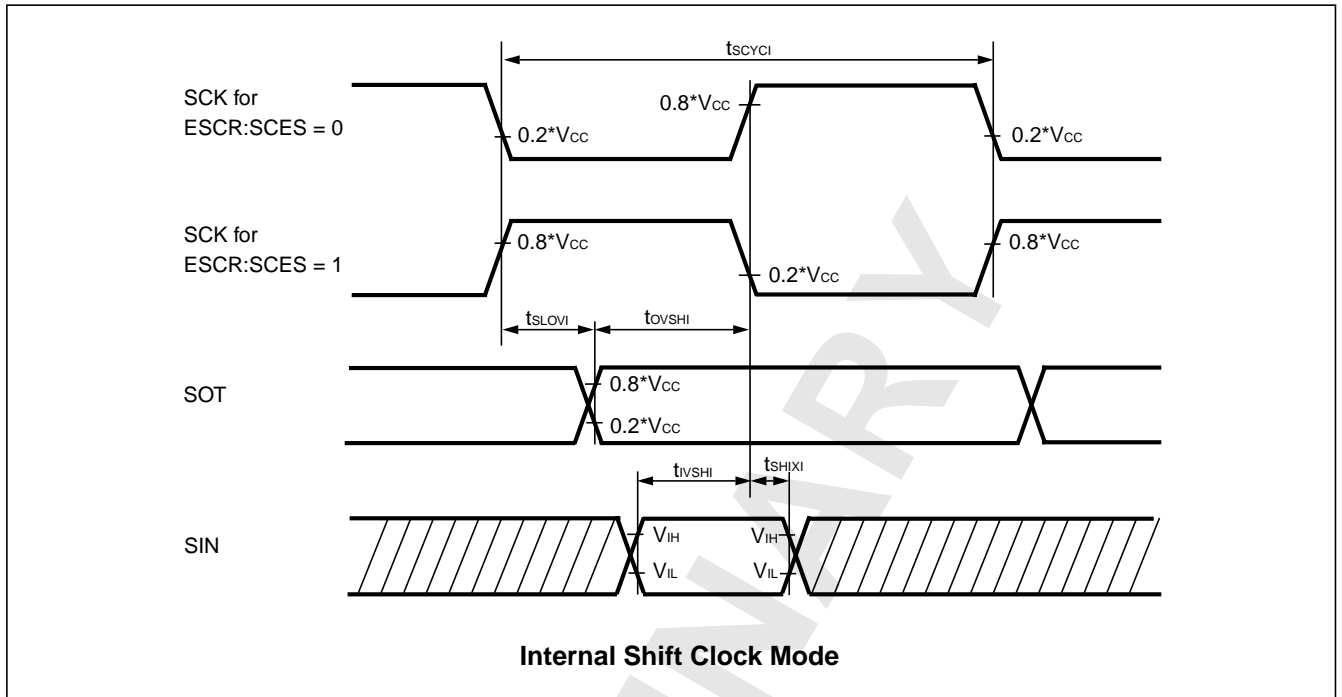 tSCYCI
SCK for
ESCR:SCES = 0
0.8*VCC
0.2*VCC
0.2*VCC
SCK for
ESCR:SCES = 1
0.8*VCC
0.8*VCC
0.2*VCC
tSLOVI
tOVSHI
SOT
0.8*VCC
0.2*VCC
tIVSHI
tSHIXI
SIN
VIH
VIH
VIL
VIL
INARY
Internal Shift Clock Mode